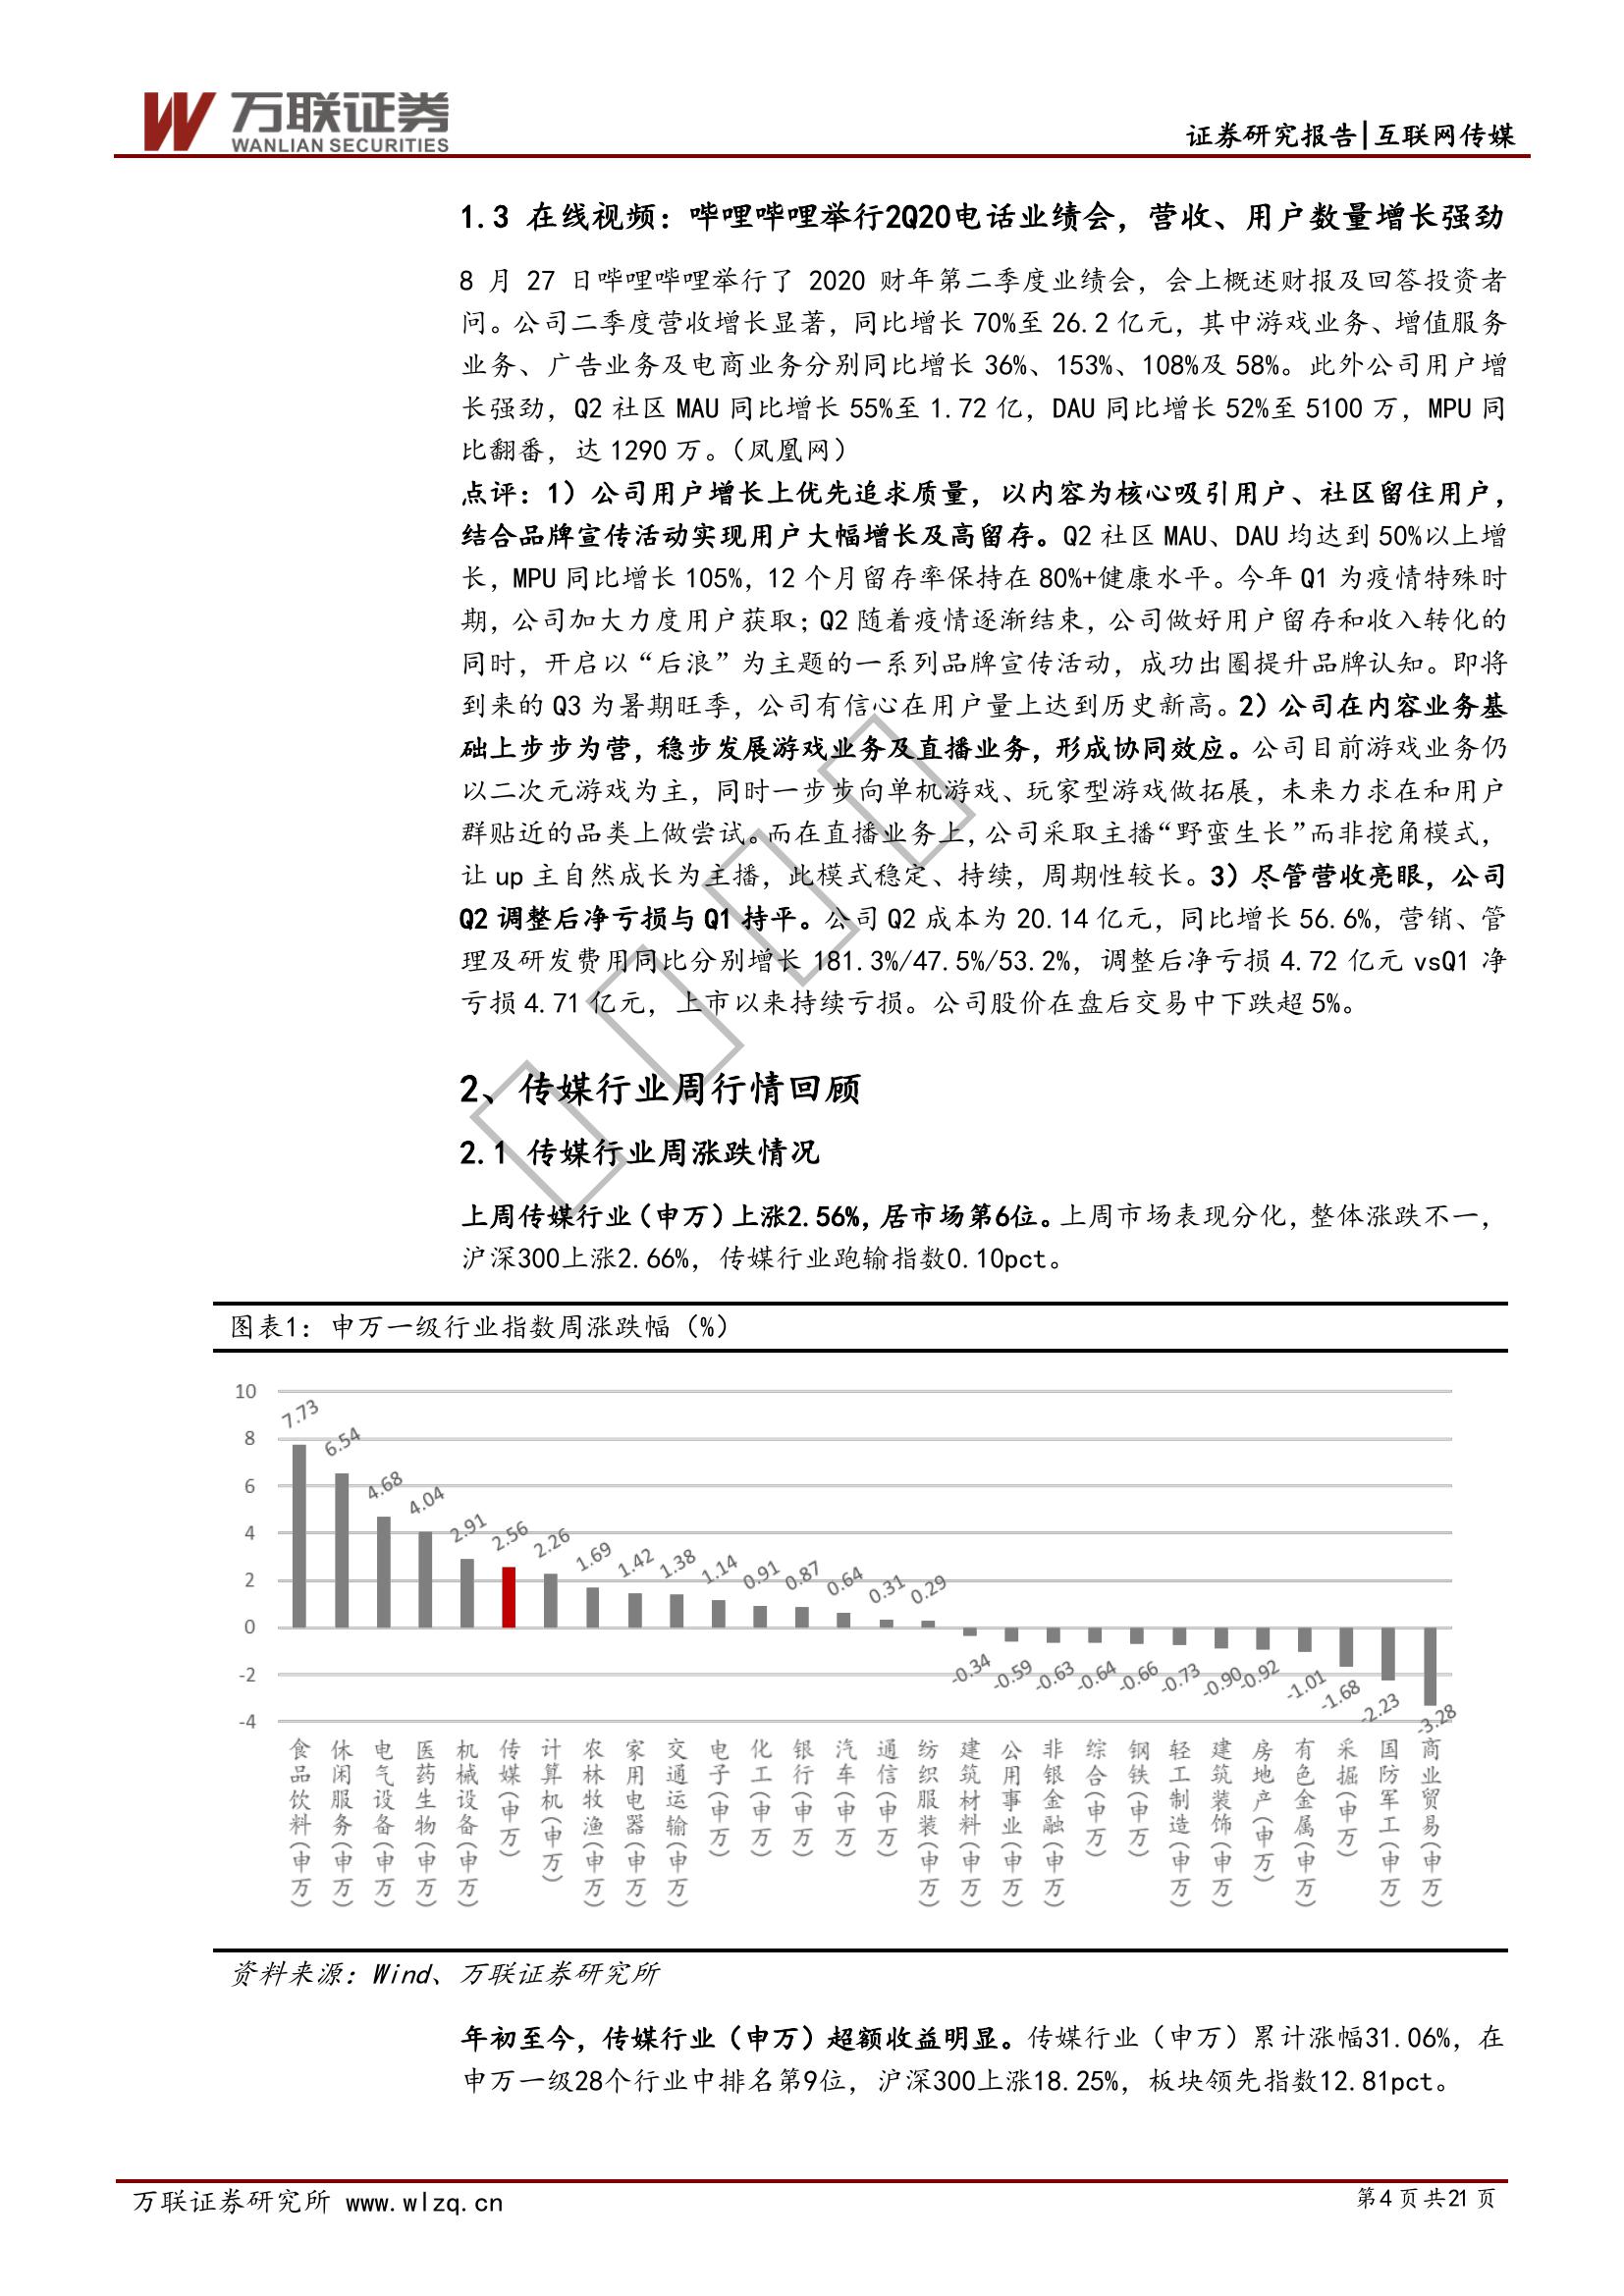 万联证券
WANLIAN SECURITIES
证券研究报告|互联网传媒
1.3 在线视频：哔哩哔哩举行2Q20电话业绩会，营收、用户数量增长强劲
8 月 27 日哔哩哔哩举行了 2020 财年第二季度业绩会，会上概述财报及回答投资者
问。公司二季度营收增长显著，同比增长 70%至 26.2 亿元，其中游戏业务、增值服务
业务、广告业务及电商业务分别同比增长 36%、153%、108%及 58%。此外公司用户增
长强劲，Q2 社区 MAU 同比增长 55%至 1.72 亿，DAU 同比增长 52%至 5100 万，MPU 同
比翻番，达 1290 万。（凤凰网）
点评：1）公司用户增长上优先追求质量，以内容为核心吸引用户、社区留住用户，
结合品牌宣传活动实现用户大幅增长及高留存。Q2 社区 MAU、DAU 均达到 50%以上增
长，MPU 同比增长 105%，12 个月留存率保持在 80%+健康水平。今年 Q1 为疫情特殊时
期，公司加大力度用户获取；Q2 随着疫情逐渐结束，公司做好用户留存和收入转化的
同时，开启以“后浪”为主题的一系列品牌宣传活动，成功出圈提升品牌认知。即将
到来的 Q3 为暑期旺季，公司有信心在用户量上达到历史新高。2）公司在内容业务基
础上步步为营，稳步发展游戏业务及直播业务，形成协同效应。公司目前游戏业务仍
以二次元游戏为主，同时一步步向单机游戏、玩家型游戏做拓展，未来力求在和用户
群贴近的品类上做尝试。而在直播业务上，公司采取主播“野蛮生长”而非挖角模式，
让 up 主自然成长为主播，此模式稳定、持续，周期性较长。3）尽管营收亮眼，公司
Q2 调整后净亏损与 Q1 持平。公司 Q2 成本为 20.14 亿元，同比增长 56.6%，营销、管
理及研发费用同比分别增长 181.3%/47.5%/53.2%，调整后净亏损 4.72 亿元 vsQ1 净
亏损 4.71 亿元，上市以来持续亏损。公司股价在盘后交易中下跌超 5%。
2、传媒行业周行情回顾
2.1 传媒行业周涨跌情况
上周传媒行业（申万）上涨2.56%，居市场第6位。上周市场表现分化，整体涨跌不一，
沪深300上涨2.66%，传媒行业跑输指数0.10pct。
图表1：申万一级行业指数周涨跌幅（%）
10
8
6
4
2
0
-2
-4
7.73
6.54
4.68
4.04
2.91
2.56
2.26
1.69
1.42
1.38
1.14
0.91
0.87
0.64
0.31
0.29
-0.34
-0.59
-0.63
-0.64
-0.66
-0.73
-0.90
-0.92
-1.01
-1.68
-2.23
-3.28
食品饮料(申万)
休闲服务(申万)
电气设备(申万)
医药生物(申万)
机械设备(申万)
传媒(申万)
计算机(申万)
农林牧渔(申万)
家用电器(申万)
交通运输(申万)
电子(申万)
化工(申万)
银行(申万)
汽车(申万)
通信(申万)
纺织服装(申万)
建筑材料(申万)
公用事业(申万)
非银金融(申万)
综合(申万)
钢铁(申万)
轻工制造(申万)
建筑装饰(申万)
房地产(申万)
有色金属(申万)
采掘(申万)
国防军工(申万)
商业贸易(申万)
资料来源：Wind、万联证券研究所
年初至今，传媒行业（申万）超额收益明显。传媒行业（申万）累计涨幅31.06%，在
申万一级28个行业中排名第9位，沪深300上涨18.25%，板块领先指数12.81pct。
万联证券研究所 www.wlzq.cn
第4 页 共21 页